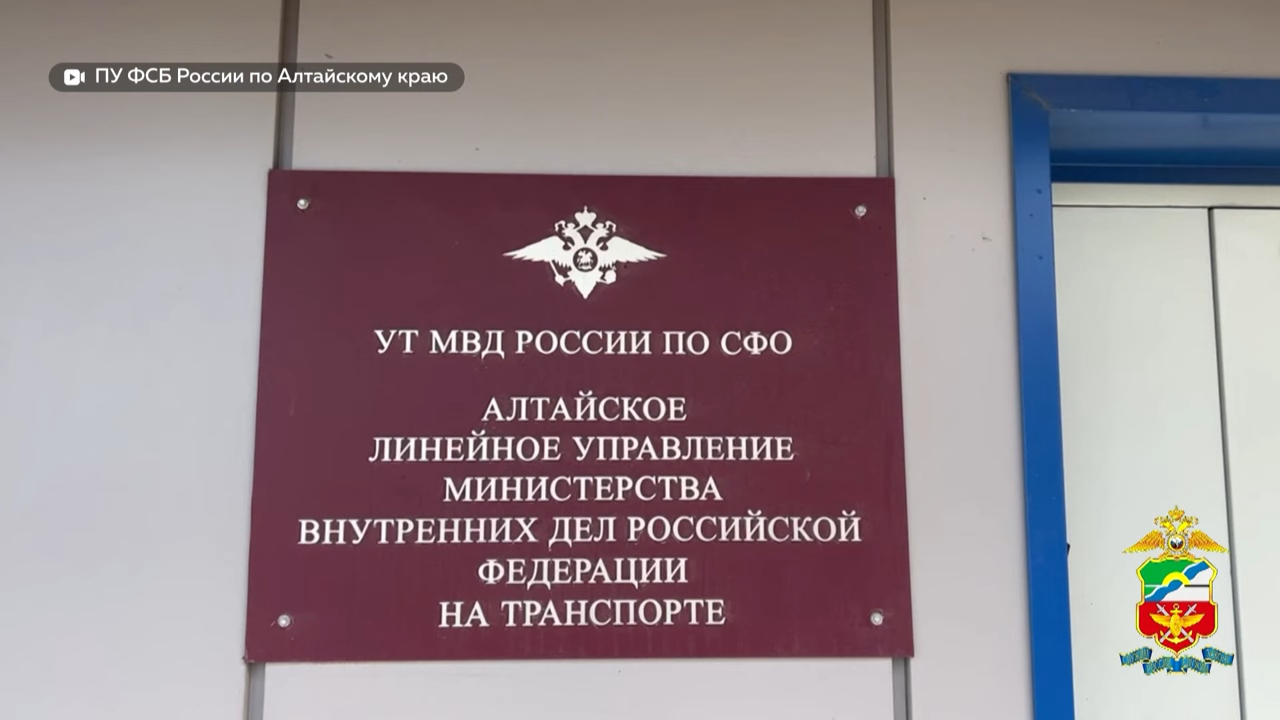 ПУ ФСБ России по Алтайскому краю
УТ МВД РОССИИ ПО СФО
АЛТАЙСКОЕ
ЛИНЕЙНОЕ УПРАВЛЕНИЕ
МИНИСТЕРСТВА
ВНУТРЕННИХ ДЕЛ РОССИЙСКОЙ
ФЕДЕРАЦИИ
НА ТРАНСПОРТЕ